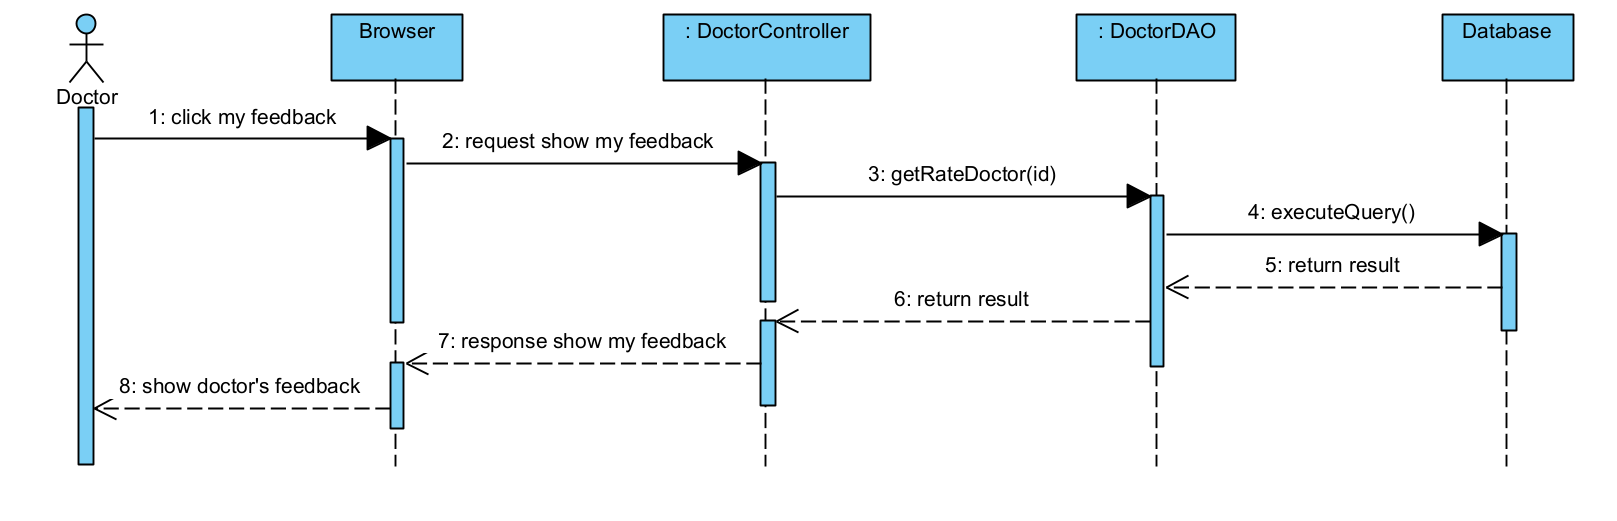 Browser
: DoctorController
: DoctorDAO
Database
Doctor
1: click my feedback
2: request show my feedback
3: getRateDoctor(id)
4: executeQuery()
5: return result
6: return result
7: response show my feedback
8: show doctor's feedback